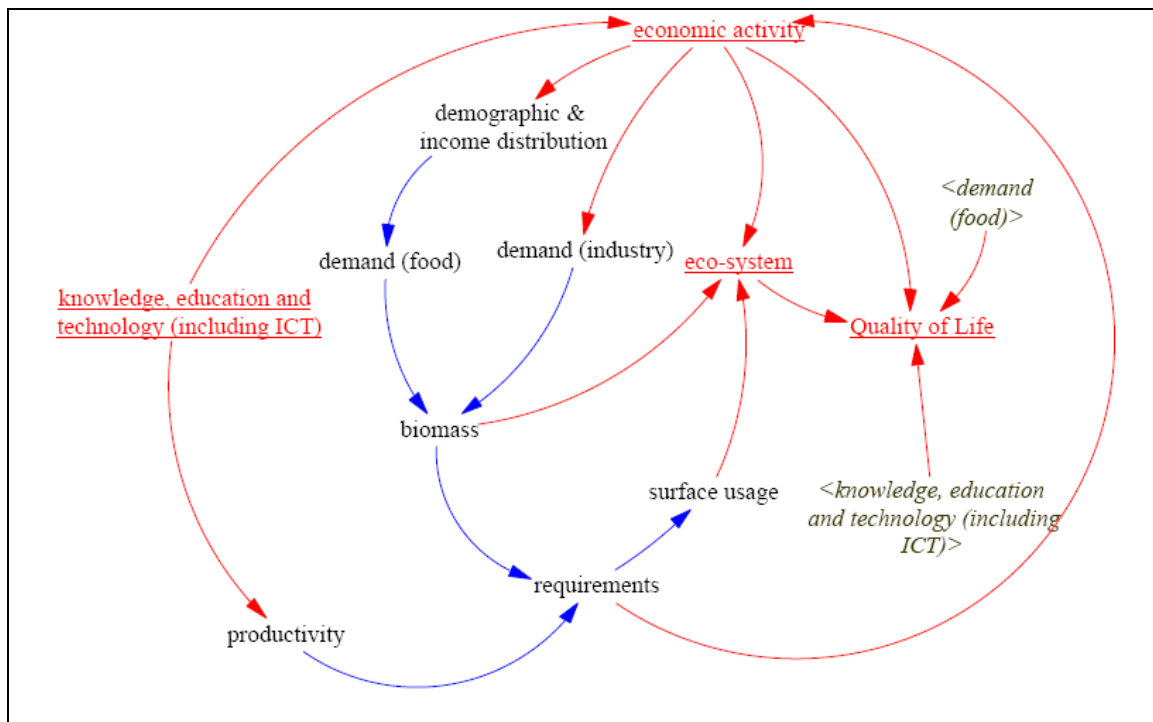 economic activity
demographic &
income distribution
<demand
(food)>
demand (food)
demand (industry)
eco-system
knowledge, education and
technology (including ICT)
Quality of Life
biomass
surface usage
<knowledge, education
and technology (including
ICT)>
requirements
productivity